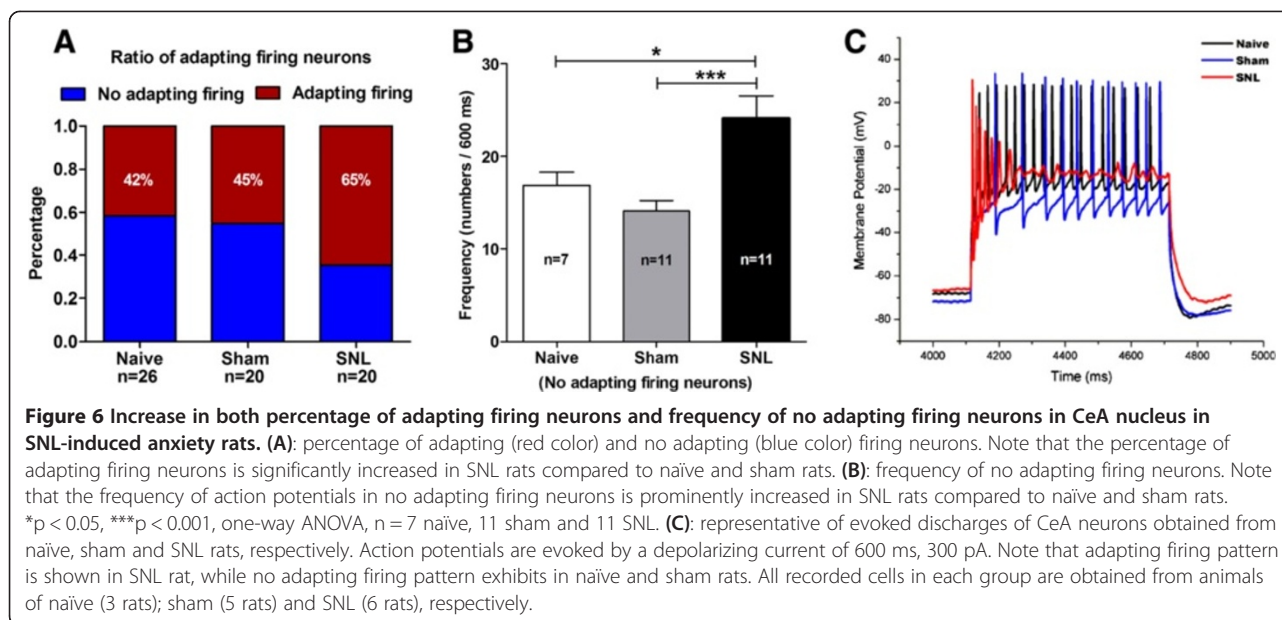 A
Ratio of adapting firing neurons
No adapting firing
Adapting firing
Percentage
1.0
0.8
0.6
0.4
0.2
0.0
42%
45%
65%
Naive
n=26
Sham
n=20
SNL
n=20
B
Frequency (numbers / 600 ms)
30
20
10
0
*
***
n=7
n=11
n=11
Naive
Sham
SNL
(No adapting firing neurons)
C
Naive
Sham
SNL
Membrane Potential (mV)
40
20
0
-20
-40
-60
-80
4000
4200
4400
4600
4800
5000
Time (ms)
Figure 6 Increase in both percentage of adapting firing neurons and frequency of no adapting firing neurons in CeA nucleus in
SNL-induced anxiety rats. (A): percentage of adapting (red color) and no adapting (blue color) firing neurons. Note that the percentage of
adapting firing neurons is significantly increased in SNL rats compared to naïve and sham rats. (B): frequency of no adapting firing neurons. Note
that the frequency of action potentials in no adapting firing neurons is prominently increased in SNL rats compared to naïve and sham rats.
*p < 0.05, ***p < 0.001, one-way ANOVA, n = 7 naïve, 11 sham and 11 SNL. (C): representative of evoked discharges of CeA neurons obtained from
naïve, sham and SNL rats, respectively. Action potentials are evoked by a depolarizing current of 600 ms, 300 pA. Note that adapting firing pattern
is shown in SNL rat, while no adapting firing pattern exhibits in naïve and sham rats. All recorded cells in each group are obtained from animals
of naïve (3 rats); sham (5 rats) and SNL (6 rats), respectively.